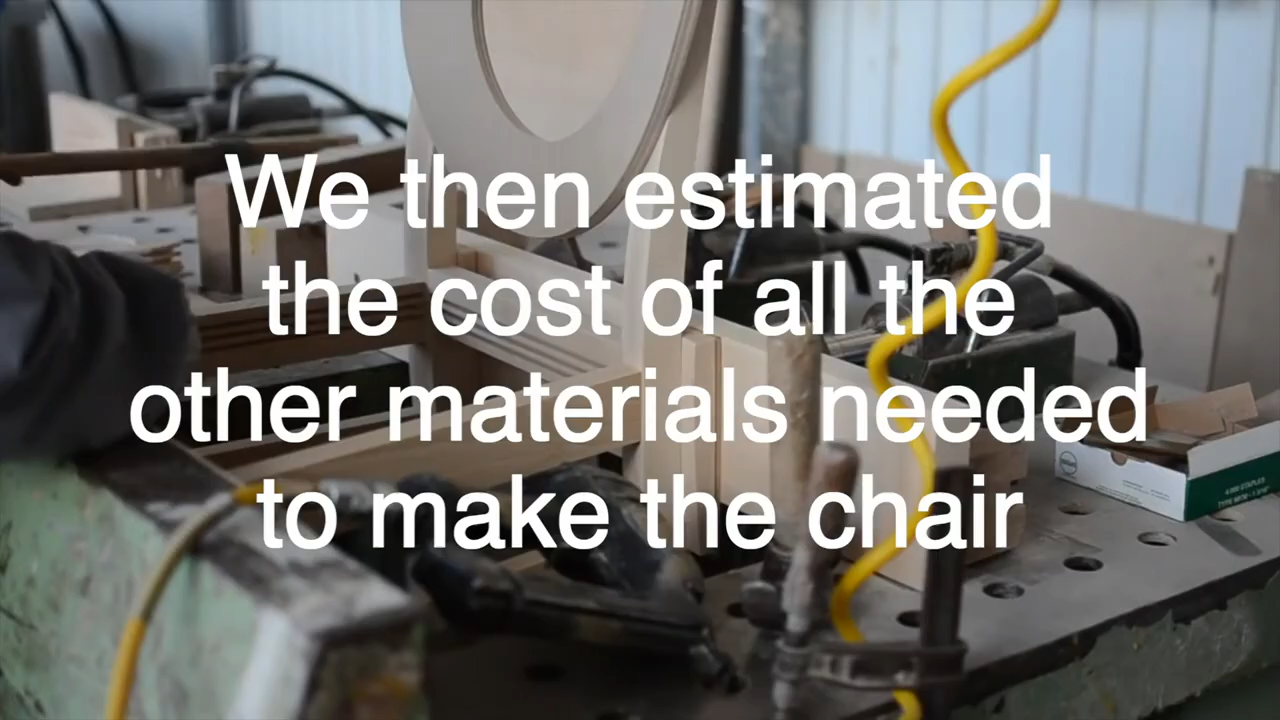 We then estimated
the cost of all the
other materials needed
to make the chair